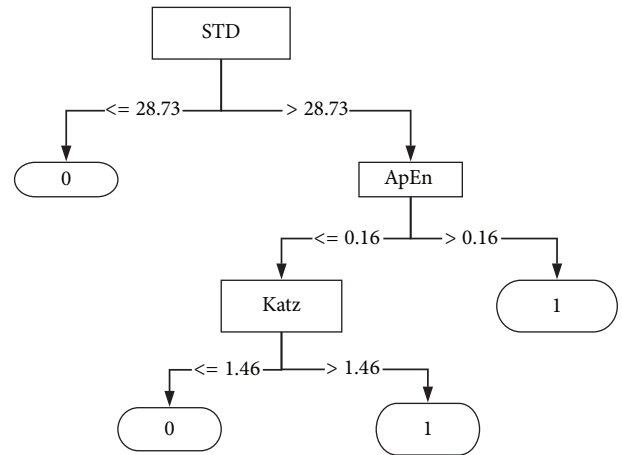 STD
<= 28.73 > 28.73
0
ApEn
<= 0.16 > 0.16
Katz
1
<= 1.46 > 1.46
0
1